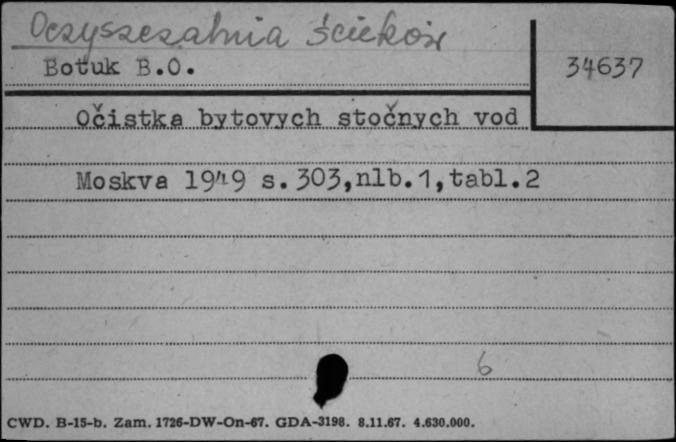 Oczyszczalnia ścieków
Botuk B.O.
34637
Očistka bytovych stočnych vod
Moskva 1949 s. 303,nlb.1,tabl.2
6
CWD. B-15-b. Zam. 1726-DW-On-67. GDA-3198. 8.11.67. 4.630.000.